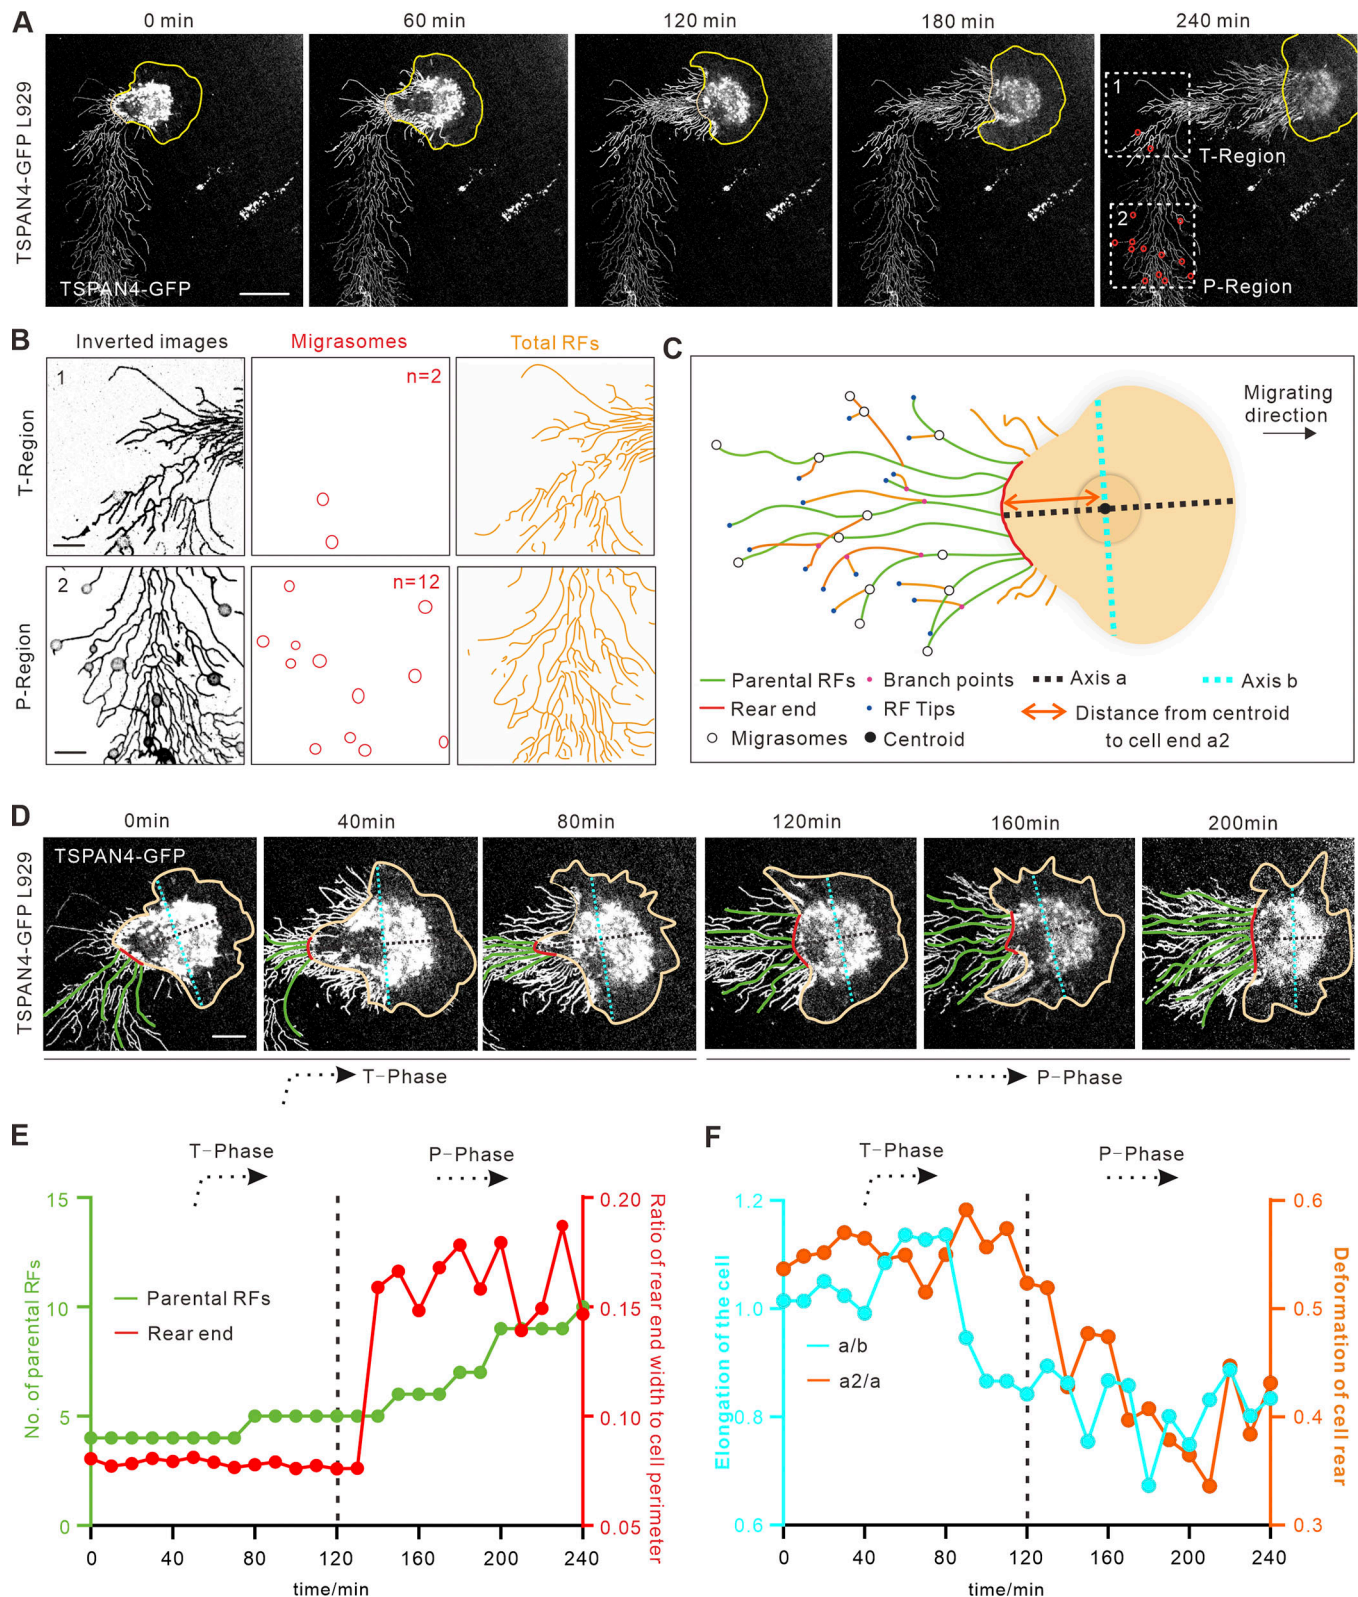 A
0 min
60 min
120 min
180 min
240 min
TSPAN4-GFP L929
TSPAN4-GFP
1
T-Region
2
P-Region
B
Inverted images
Migrasomes
Total RFs
T-Region
1
n=2
P-Region
2
n=12
C
Migrating
direction
Parental RFs
Branch points
Axis a
Axis b
Rear end
RF Tips
Distance from centroid
to cell end a2
Migrasomes
Centroid
D
0min
40min
80min
120min
160min
200min
TSPAN4-GFP L929
TSPAN4-GFP
T-Phase
P-Phase
E
T-Phase
P-Phase
15
10
5
0
No. of parental RFs
Parental RFs
Rear end
0.20
0.15
0.10
0.05
Ratio of rear end width to cell perimeter
0 40 80 120 160 200 240
time/min
F
T-Phase
P-Phase
1.2
1.0
0.8
0.6
Elongation of the cell
a/b
a2/a
0.6
0.5
0.4
0.3
Deformation of cell rear
0 40 80 120 160 200 240
time/min